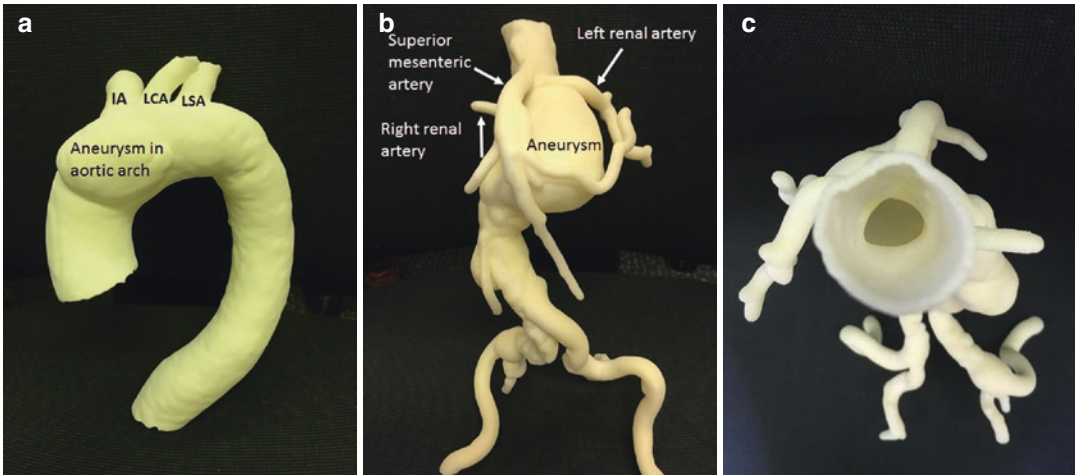 a
IA
LCA
LSA
Aneurysm in
aortic arch
b
Superior
mesenteric
artery
Left renal artery
Right renal
artery
Aneurysm
c